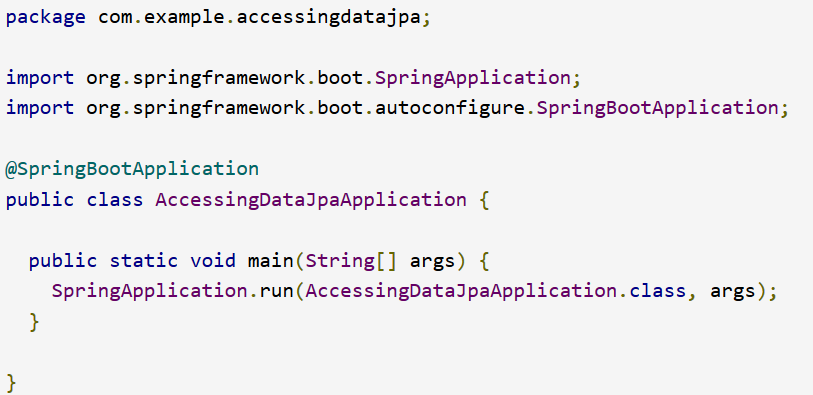 package com.example.accessingdatajpa;
import org.springframework.boot.SpringApplication;
import org.springframework.boot.autoconfigure.SpringBootApplication;
@SpringBootApplication
public class AccessingDataJpaApplication {
  public static void main(String[] args) {
    SpringApplication.run(AccessingDataJpaApplication.class, args);
  }
}